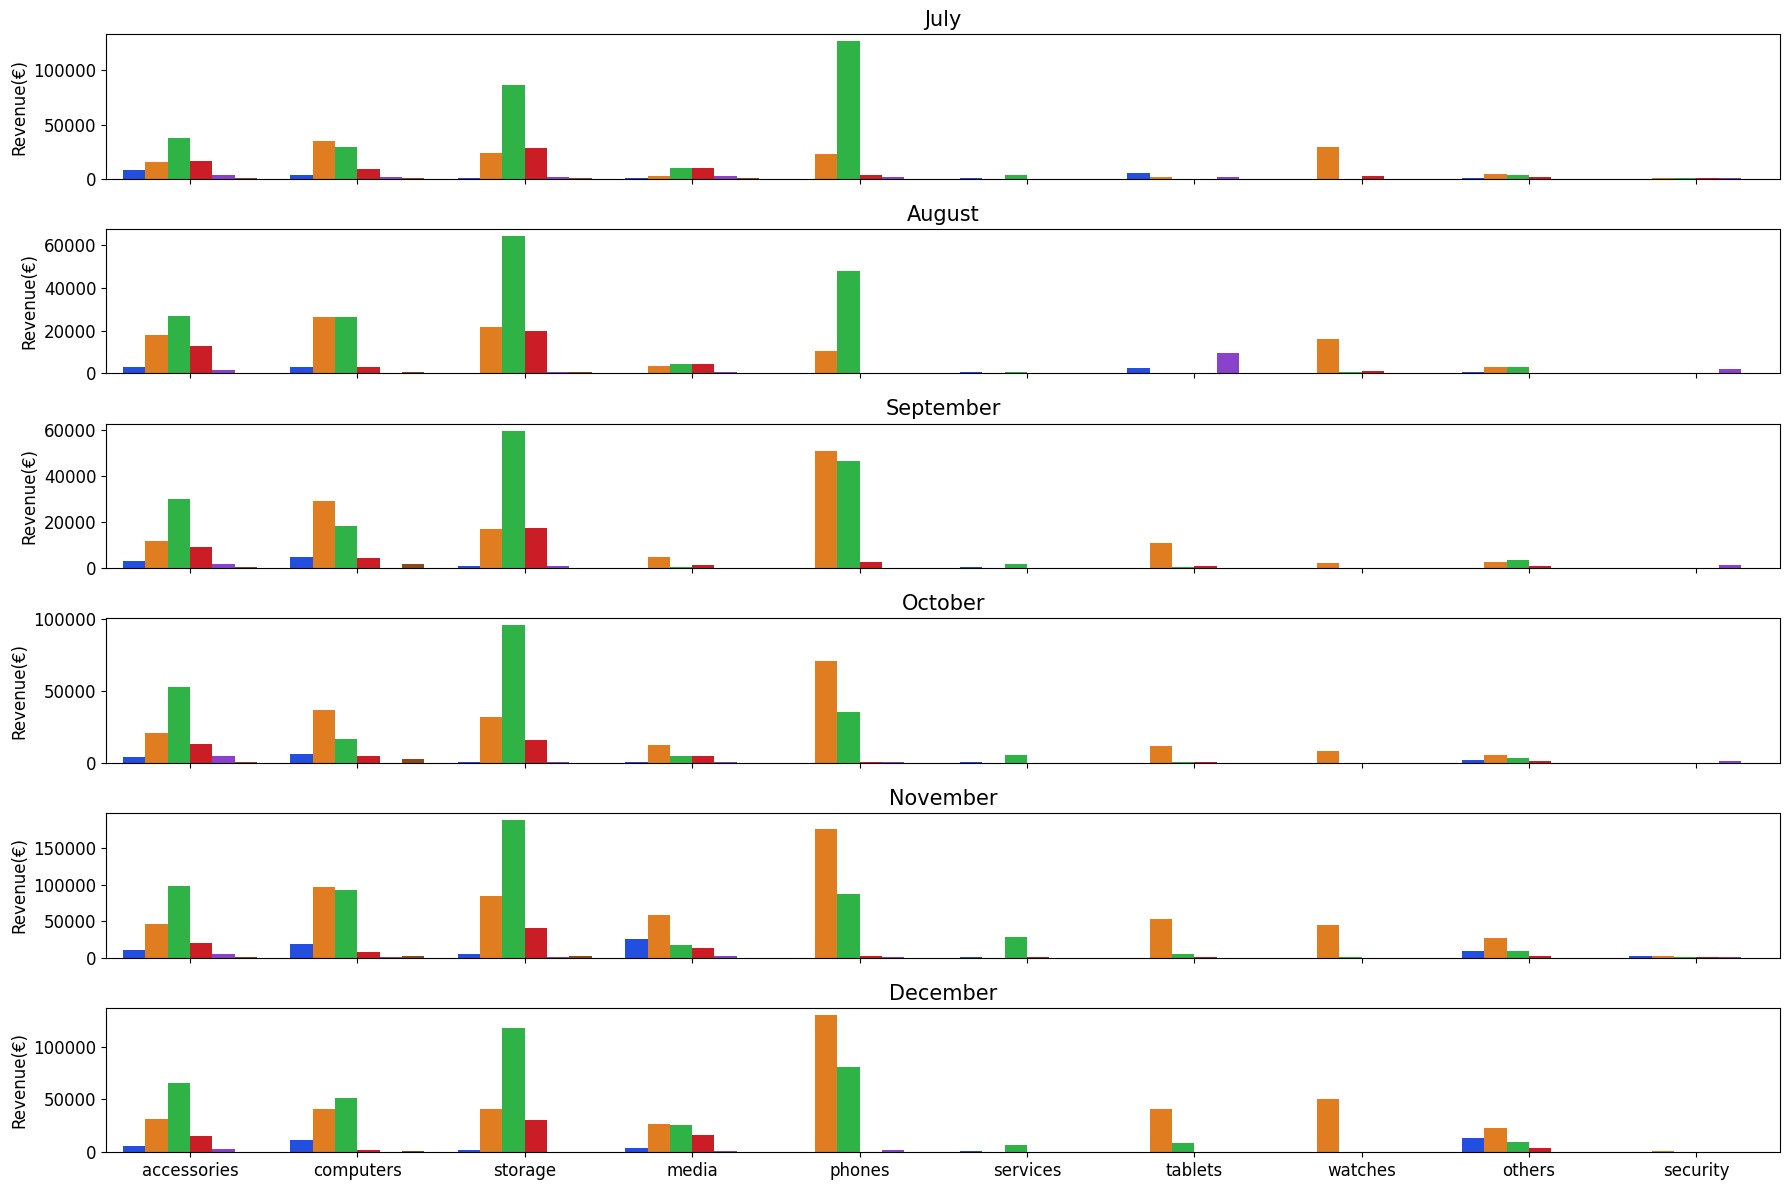 July
Revenue(€)
100000
50000
0
August
Revenue(€)
60000
40000
20000
0
September
Revenue(€)
60000
40000
20000
0
October
Revenue(€)
100000
50000
0
November
Revenue(€)
150000
100000
50000
0
December
Revenue(€)
100000
50000
0
accessories computers storage media phones services tablets watches others security